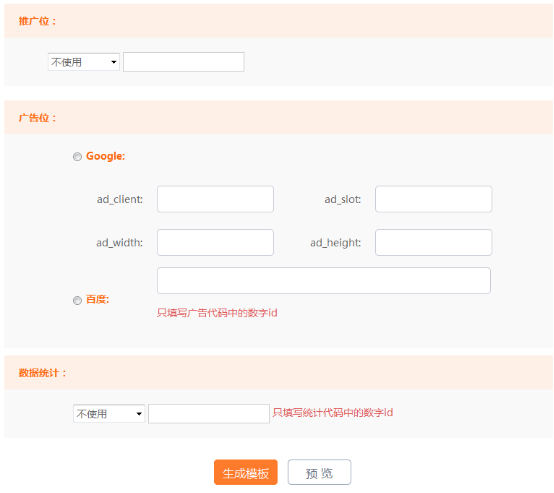 推广位：
不使用
广告位：
Google:
ad_client:
ad_slot:
ad_width:
ad_height:
百度:
只填写广告代码中的数字id
数据统计：
不使用
只填写统计代码中的数字id
生成模板
预 览